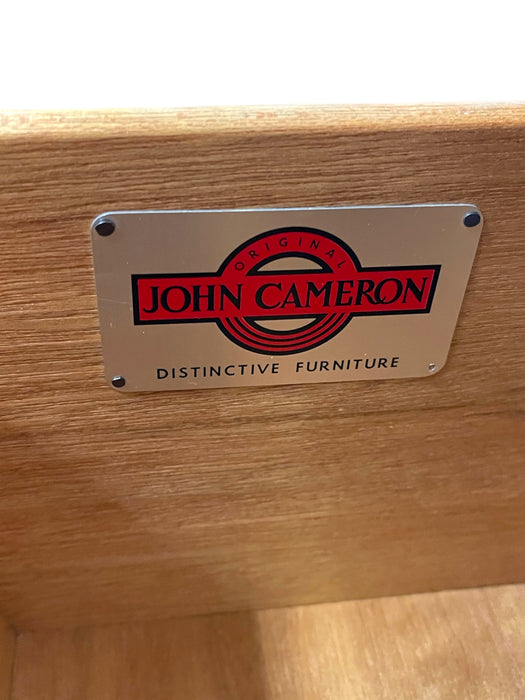 ORIGINAL
JOHN CAMERON
DISTINCTIVE FURNITURE